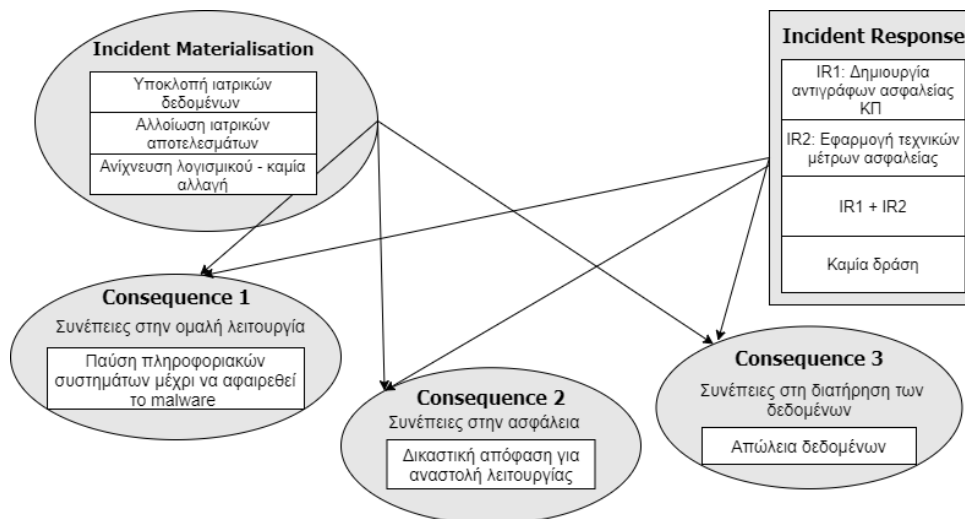 Incident Materialisation
Υποκλοπή ιατρικών
δεδομένων
Αλλοίωση ιατρικών
αποτελεσμάτων
Ανίχνευση λογισμικού - καμία
αλλαγή
Incident Response
IR1: Δημιουργία
αντιγράφων ασφαλείας
ΚΠ
IR2: Εφαρμογή τεχνικών
μέτρων ασφαλείας
IR1 + IR2
Καμία δράση
Consequence 1
Συνέπειες στην ομαλή λειτουργία
Παύση πληροφοριακών
συστημάτων μέχρι να αφαιρεθεί
το malware
Consequence 2
Συνέπειες στην ασφάλεια
Δικαστική απόφαση για
αναστολή λειτουργίας
Consequence 3
Συνέπειες στη διατήρηση των
δεδομένων
Απώλεια δεδομένων